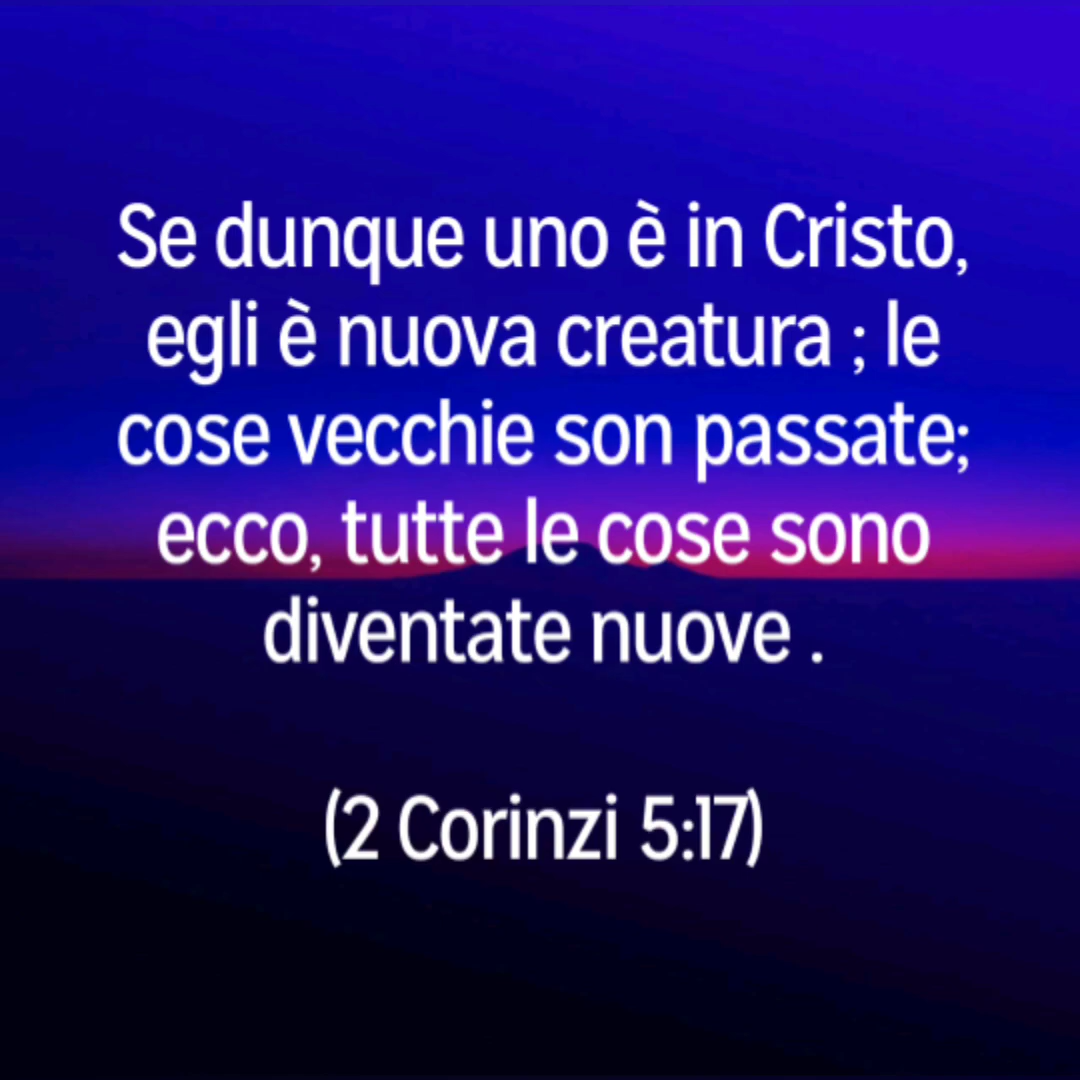 Se dunque uno è in Cristo,
egli è nuova creatura ; le
cose vecchie son passate;
ecco, tutte le cose sono
diventate nuove .
(2 Corinzi 5:17)